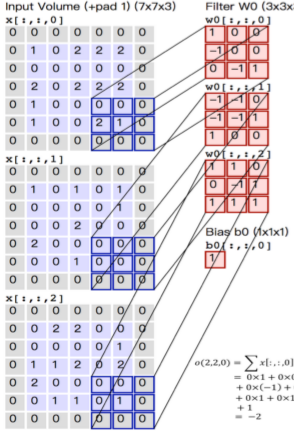 Input Volume (+pad 1) (7x7x3)
x[:,:,0]
0 0 0 0 0 0 0
0 1 0 2 2 2 0
0 0 0 0 0 0 0
0 2 0 2 2 2 0
0 1 0 0 0 0 0
0 1 0 0 2 1 0
0 0 0 0 0 0 0
x[:,:,1]
0 0 0 0 0 0 0
0 1 0 1 0 1 0
0 0 0 0 0 1 0
0 0 0 2 0 0 0
0 2 0 0 0 0 0
0 0 0 1 0 0 0
0 0 0 0 0 0 0
x[:,:,2]
0 0 0 0 0 0 0
0 0 2 2 0 0 0
0 0 0 0 0 1 0
0 1 1 2 0 2 0
0 2 0 0 0 0 0
0 0 1 1 0 1 0
0 0 0 0 0 0 0
Filter W0 (3x3x
w0[:,:,0]
1 0 0
-1 0 0
0 -1 1
w0[:,:,1]
-1 -1 0
-1 -1 1
1 0 0
w0[:,:,2]
1 1 0
0 -1 1
1 1 1
Bias b0 (1x1x1)
b0[:,:,0]
1
o(2,2,0) = ∑ x[:,:,0]
= 0×1 + 0×0
+ 0×(−1) +
+ 0×1 + 0×1
+ 1
= −2